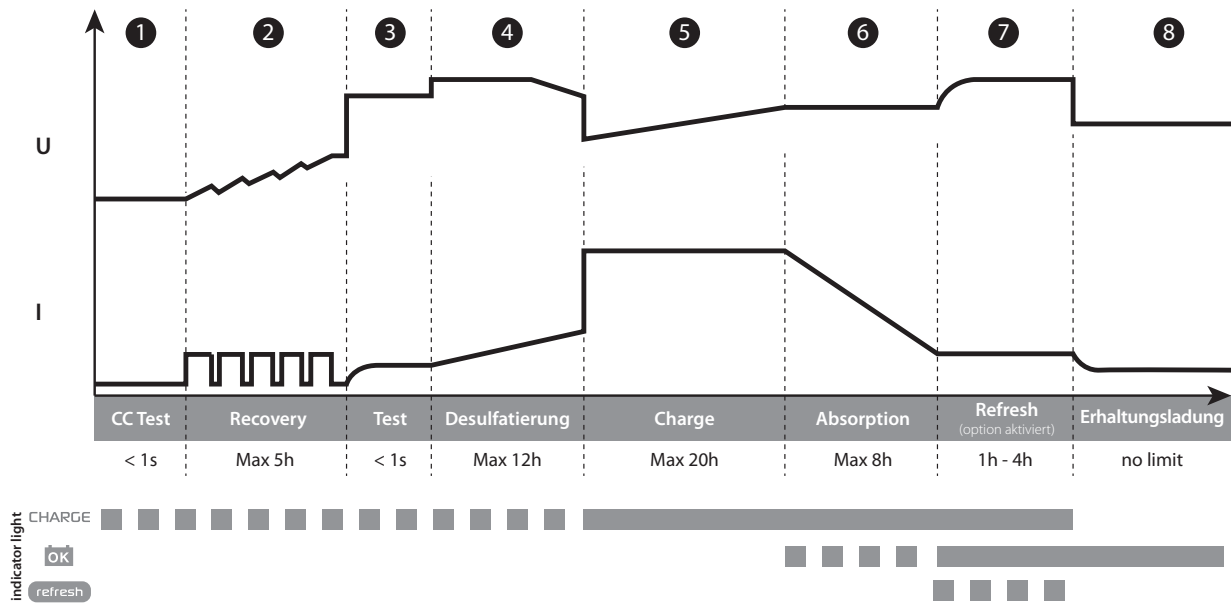 1 2 3 4 5 6 7 8
U
I
CC Test Recovery Test Desulfatierung Charge Absorption Refresh (option aktiviert) Erhaltungsladung
< 1s Max 5h < 1s Max 12h Max 20h Max 8h 1h - 4h no limit
indicator light
CHARGE
OK
refresh